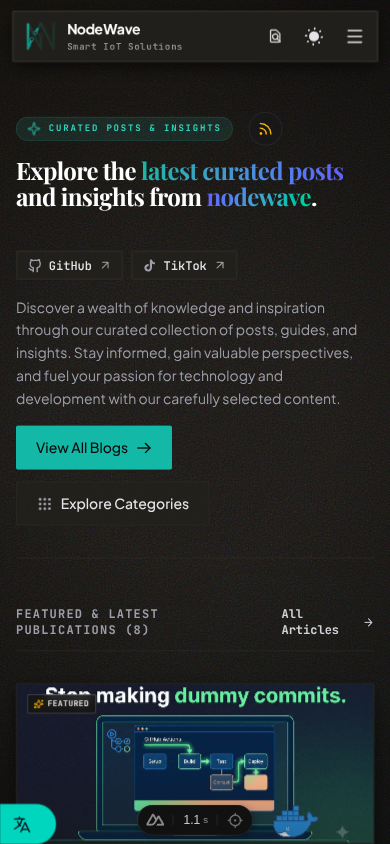 NodeWave
Smart IoT Solutions
CURATED POSTS & INSIGHTS
Explore the latest curated posts
and insights from nodewave.
GitHub
TikTok
Discover a wealth of knowledge and inspiration
through our curated collection of posts, guides, and
insights. Stay informed, gain valuable perspectives,
and fuel your passion for technology and
development with our carefully selected content.
View All Blogs
Explore Categories
FEATURED & LATEST
PUBLICATIONS (8)
All
Articles
Stop making dummy commits.
FEATURED
GitHub Actions
Setup
Build
Test
Deploy
1.1 s